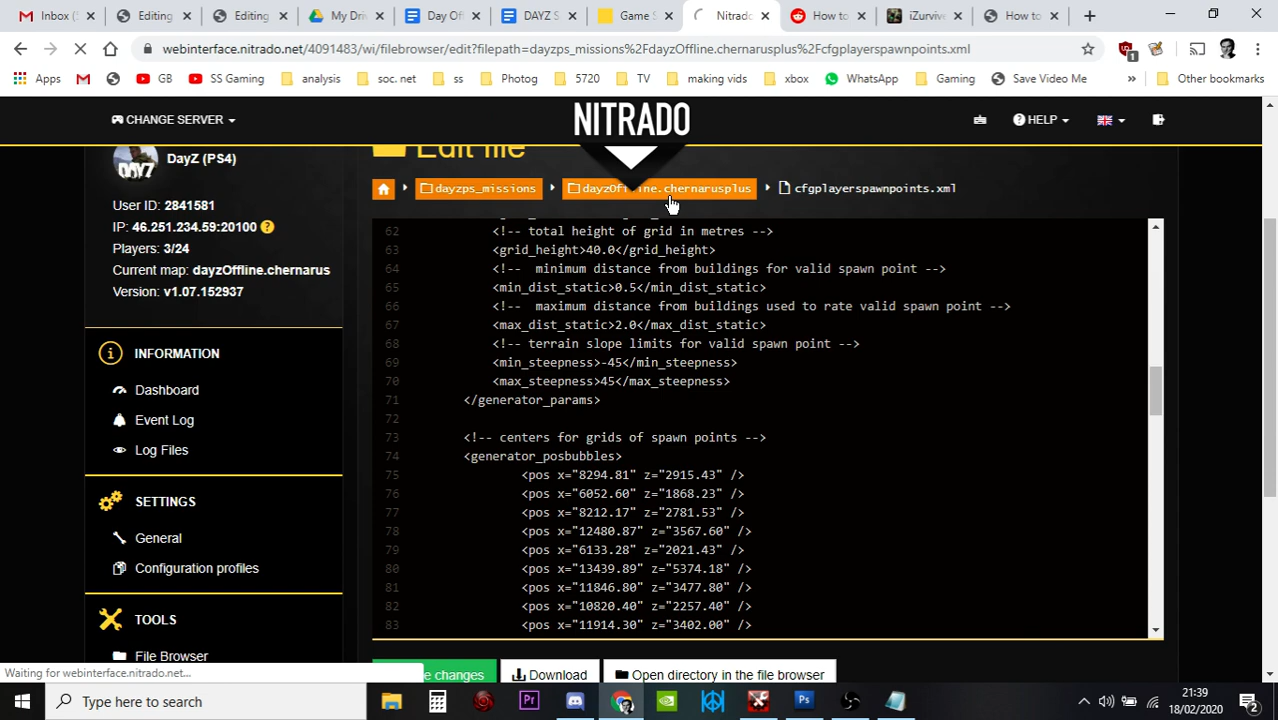 Inbox (
Editing
Editing
My Driv
Day Of
DAYZ S
Game S
Nitrado
How to
iZurvive
How to
webinterface.nitrado.net/4091483/wi/filebrowser/edit?filepath=dayzps_missions%2FdayzOffline.chernarusplus%2Fcfgplayerspawnpoints.xml
1
Apps
GB
SS Gaming
analysis
soc. net
ss
Photog
5720
TV
making vids
xbox
WhatsApp
Gaming
Save Video Me
»
Other bookmarks
CHANGE SERVER
NITRADO
HELP
DayZ (PS4)
DAYZ
User ID: 2841581
IP: 46.251.234.59:20100
Players: 3/24
Current map: dayzOffline.chernarus
Version: v1.07.152937
INFORMATION
Dashboard
Event Log
Log Files
SETTINGS
General
Configuration profiles
TOOLS
File Browser
Edit file
dayzps_missions
dayzOffline.chernarusplus
cfgplayerspawnpoints.xml
62 <!-- total height of grid in metres -->
63 <grid_height>40.0</grid_height>
64 <!-- minimum distance from buildings for valid spawn point -->
65 <min_dist_static>0.5</min_dist_static>
66 <!-- maximum distance from buildings used to rate valid spawn point -->
67 <max_dist_static>2.0</max_dist_static>
68 <!-- terrain slope limits for valid spawn point -->
69 <min_steepness>-45</min_steepness>
70 <max_steepness>45</max_steepness>
71 </generator_params>
72
73 <!-- centers for grids of spawn points -->
74 <generator_posbubbles>
75 <pos x="8294.81" z="2915.43" />
76 <pos x="6052.60" z="1868.23" />
77 <pos x="8212.17" z="2781.53" />
78 <pos x="12480.87" z="3567.60" />
79 <pos x="6133.28" z="2021.43" />
80 <pos x="13439.89" z="5374.18" />
81 <pos x="11846.80" z="3477.80" />
82 <pos x="10820.40" z="2257.40" />
83 <pos x="11914.30" z="3402.00" />
e changes
Download
Open directory in the file browser
Waiting for webinterface.nitrado.net...
Type here to search
21:39
18/02/2020
2